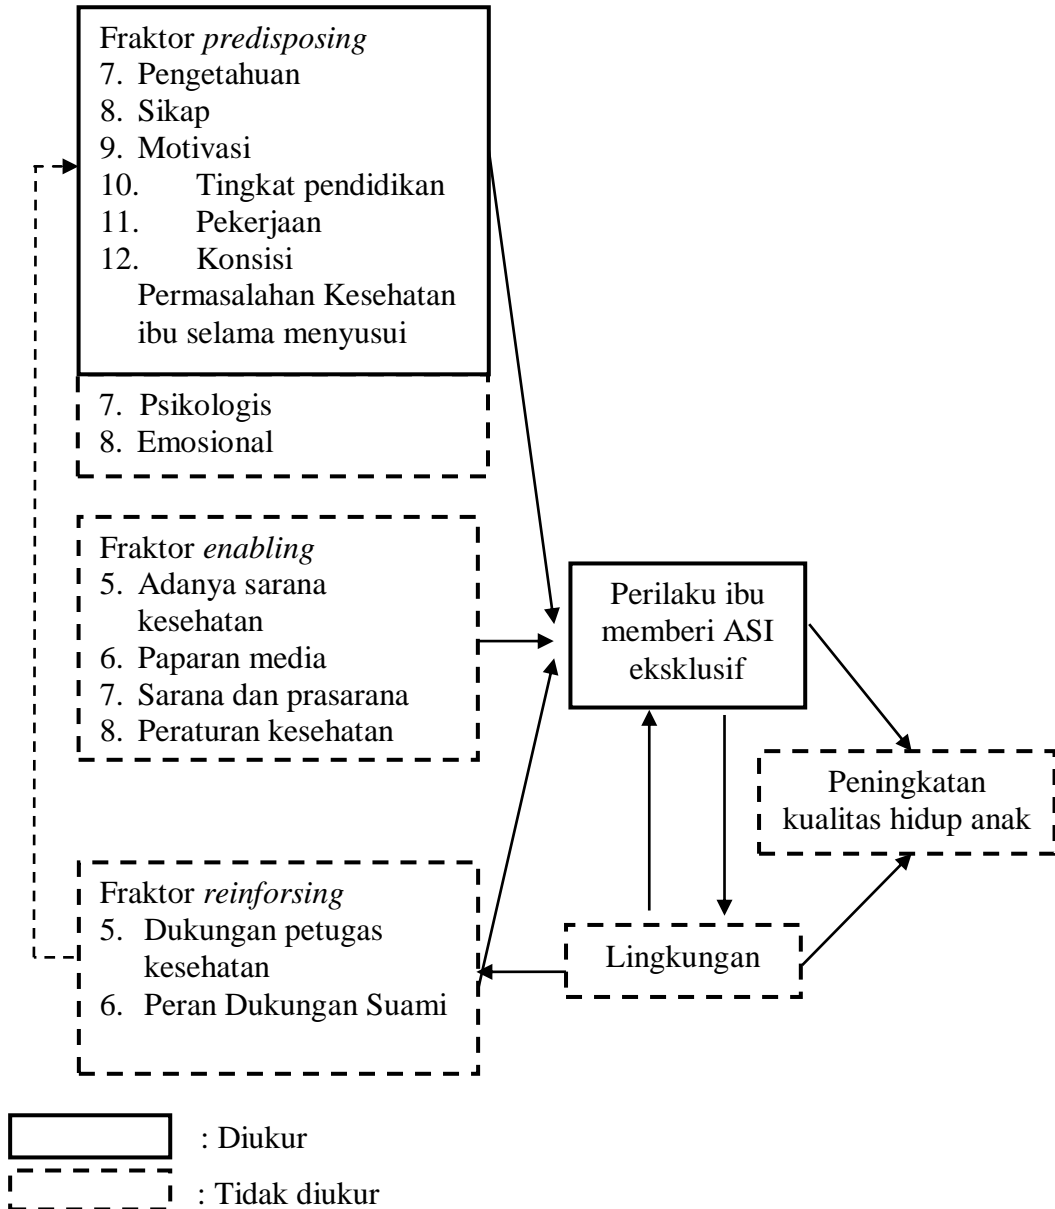 Fraktor predisposing
7. Pengetahuan
8. Sikap
9. Motivasi
10. Tingkat pendidikan
11. Pekerjaan
12. Konsisi
Permasalahan Kesehatan
ibu selama menyusui
7. Psikologis
8. Emosional
Fraktor enabling
5. Adanya sarana
kesehatan
6. Paparan media
7. Sarana dan prasarana
8. Peraturan kesehatan
Perilaku ibu
memberi ASI
eksklusif
Peningkatan
kualitas hidup anak
Fraktor reinforsing
5. Dukungan petugas
kesehatan
6. Peran Dukungan Suami
Lingkungan
: Diukur
: Tidak diukur